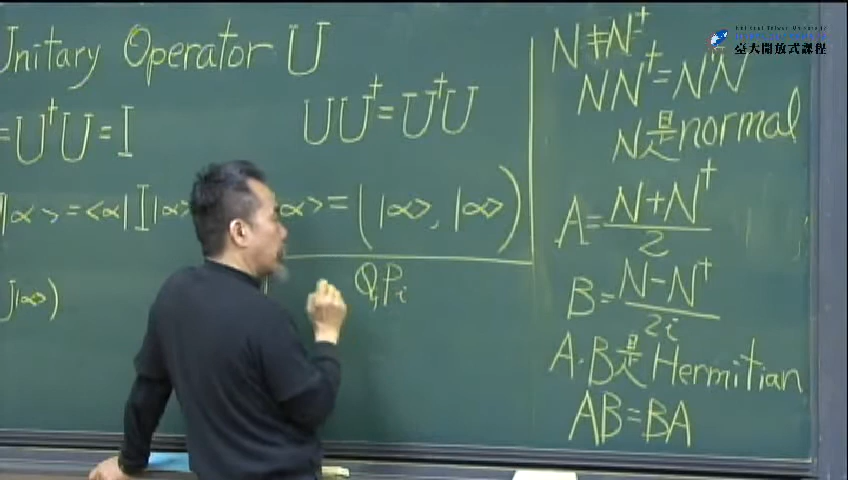 Unitary Operator U
=U†U=I
UU†=U†U
|α>=<α|I|α>
α>=(|α>,|α>)
|α>)
Q,Pi
N≠N†
NN†=N†N
N是normal
A=N+N†/2
B=N-N†/2i
A.B是Hermitian
AB=BA
臺大開放式課程